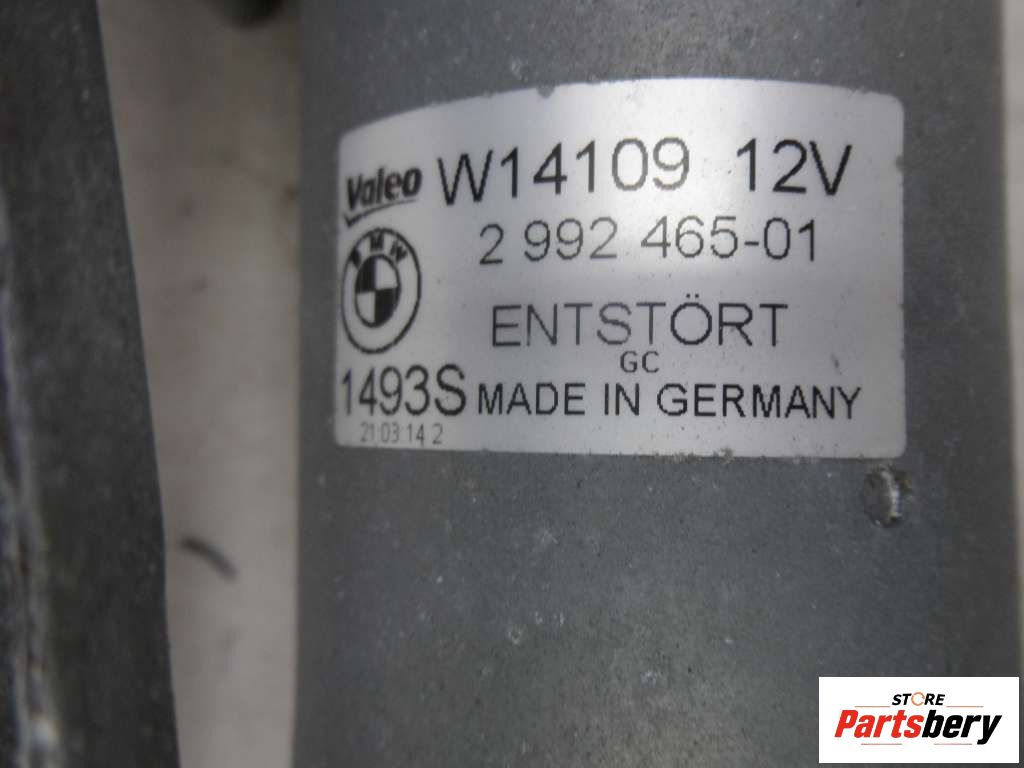 Valeo W14109 12V
BMW 2 992 465-01
ENTSTÖRT
GC
1493S MADE IN GERMANY
21 03 14 2
STORE
Partsbery